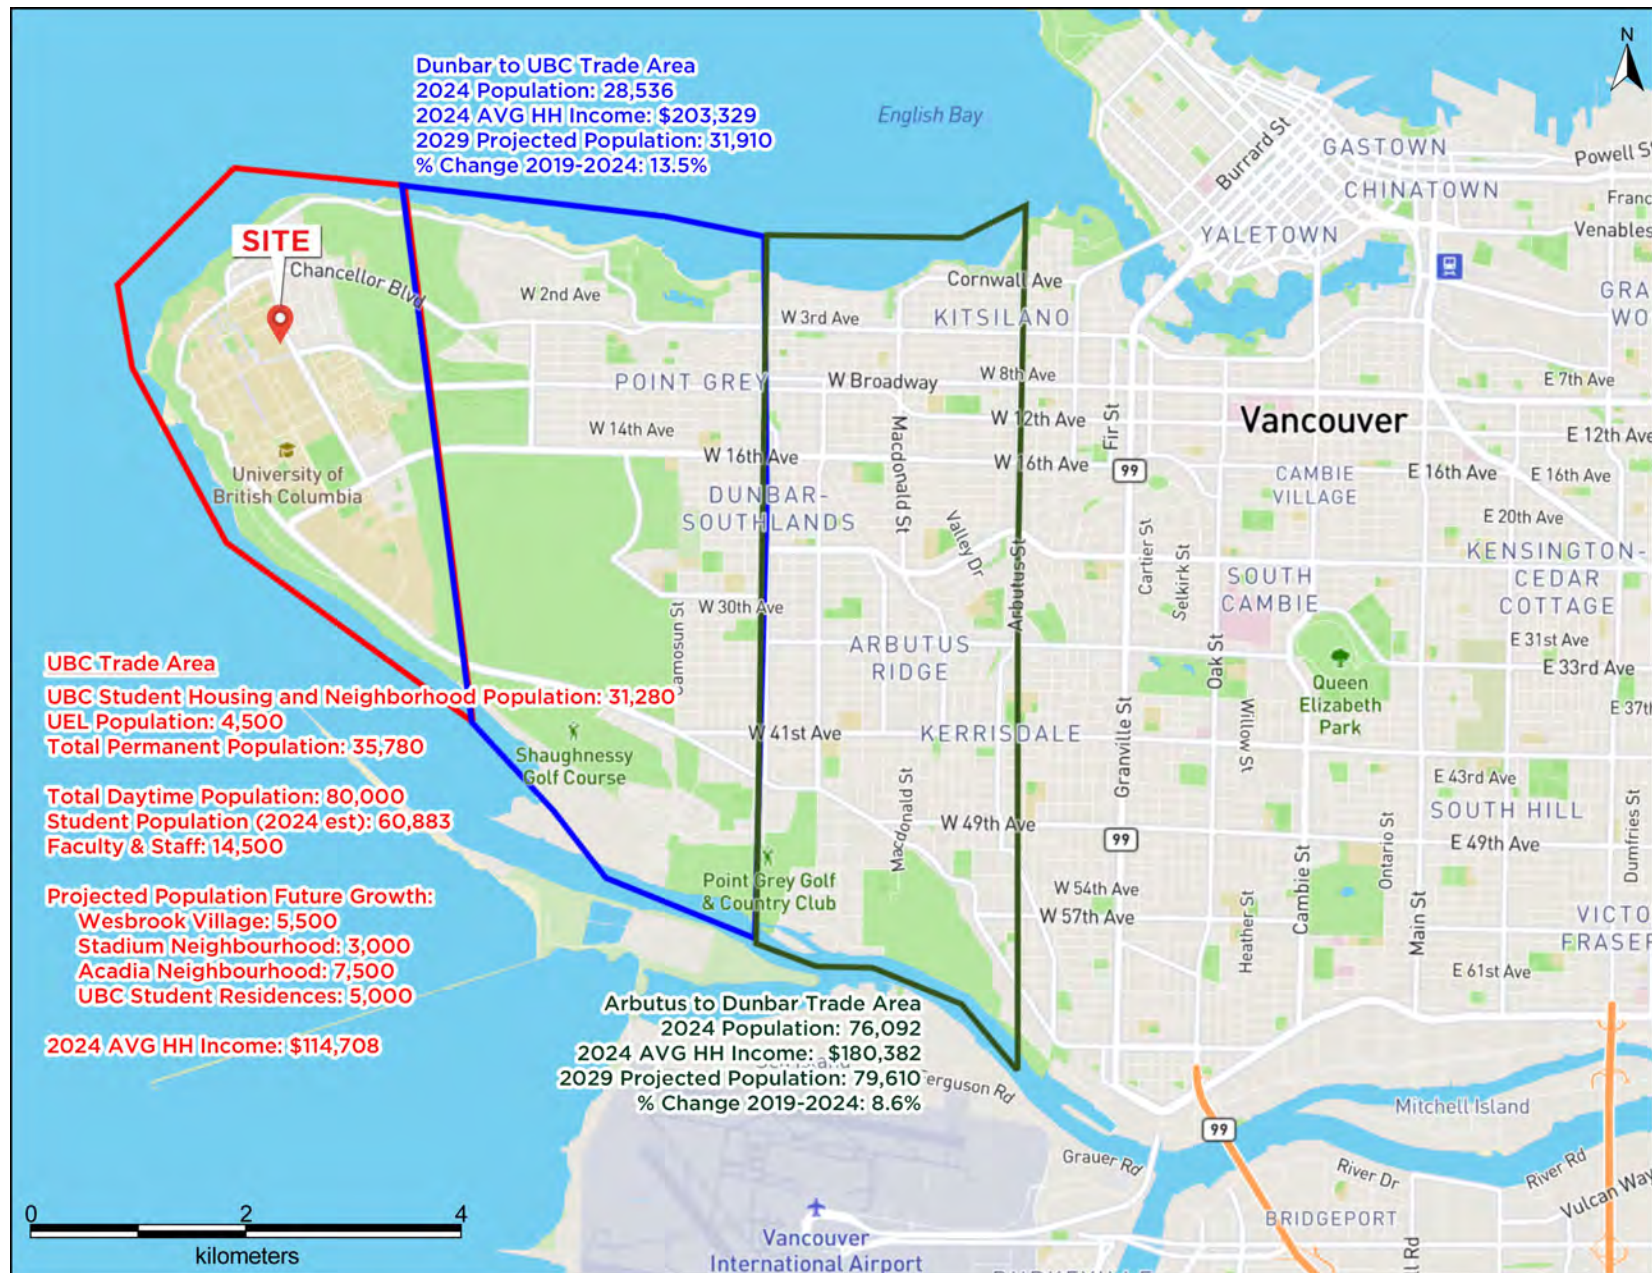 N
Dunbar to UBC Trade Area
2024 Population: 28,536
2024 AVG HH Income: $203,329
2029 Projected Population: 31,910
% Change 2019-2024: 13.5%
English Bay
Burrard St
GASTOWN
Powell S
CHINATOWN
Franc
Venables
YALETOWN
SITE
Chancellor Blvd
W 2nd Ave
Cornwall Ave
W 3rd Ave
KITSILANO
GRA
WO
POINT GREY
W Broadway
W 8th Ave
E 7th Ave
W 14th Ave
Macdonald St
W 12th Ave
Fir St
Vancouver
E 12th Ave
W 16th Ave
W 16th Ave
99
CAMBIE
VILLAGE
E 16th Ave
E 16th Ave
University of
British Columbia
DUNBAR-
SOUTHLANDS
Valley Dr
E 20th Ave
Arbutus St
Cartier St
Selkirk St
KENSINGTON-
CEDAR
COTTAGE
SOUTH
CAMBIE
W 30th Ave
Camosun St
ARBUTUS
RIDGE
Oak St
E 31st Ave
E 33rd Ave
Queen
Elizabeth
Park
Willow St
E 37th
UBC Trade Area
UBC Student Housing and Neighborhood Population: 31,280
UEL Population: 4,500
Total Permanent Population: 35,780
Total Daytime Population: 80,000
Student Population (2024 est): 60,883
Faculty & Staff: 14,500
Projected Population Future Growth:
Wesbrook Village: 5,500
Stadium Neighbourhood: 3,000
Acadia Neighbourhood: 7,500
UBC Student Residences: 5,000
2024 AVG HH Income: $114,708
Shaughnessy
Golf Course
W 41st Ave
KERRISDALE
Granville St
Macdonald St
E 43rd Ave
SOUTH HILL
W 49th Ave
99
E 49th Ave
Ontario St
Dumfries St
Cambie St
Main St
Point Grey Golf
& Country Club
W 54th Ave
W 57th Ave
Heather St
VICTO
FRASER
E 61st Ave
Arbutus to Dunbar Trade Area
2024 Population: 76,092
2024 AVG HH Income: $180,382
2029 Projected Population: 79,610
% Change 2019-2024: 8.6%
Ferguson Rd
99
Mitchell Island
Grauer Rd
River Dr
River Rd
Vulcan Way
BRIDGEPORT
Vancouver
International Airport
0 2 4
kilometers